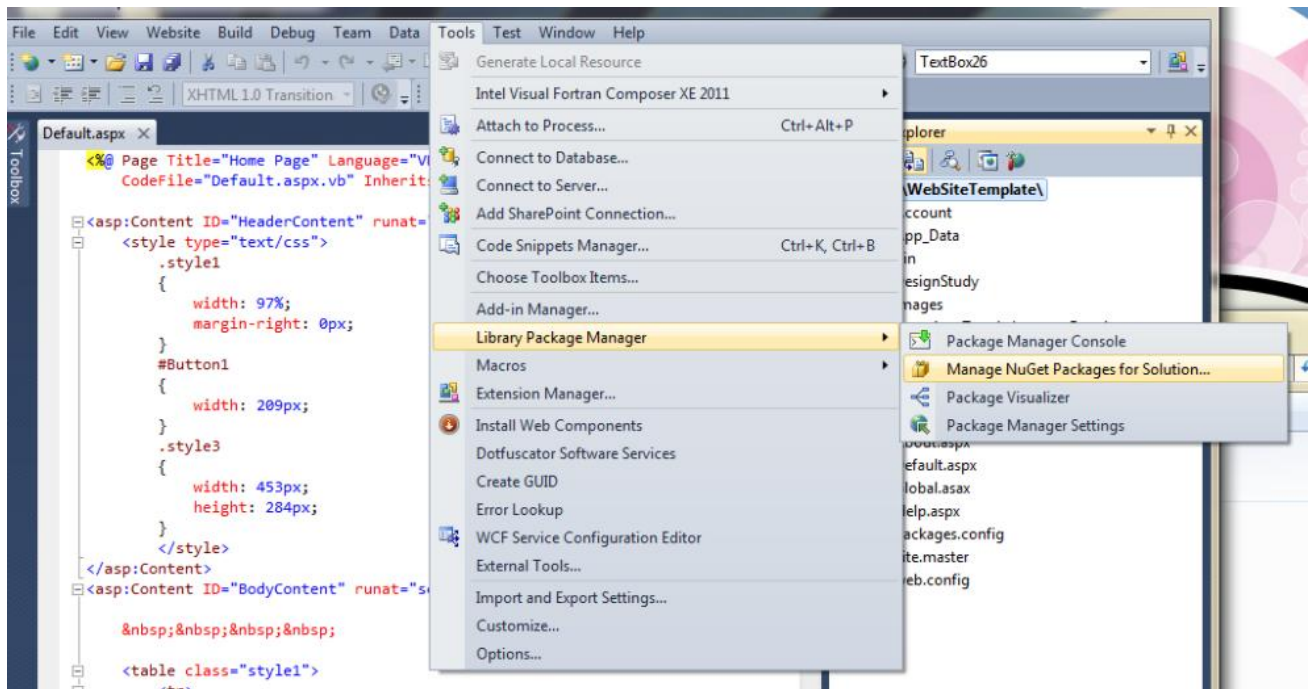 File Edit View Website Build Debug Team Data Tools Test Window Help
TextBox26
XHTML 1.0 Transition
Toolbox
Default.aspx
<%@ Page Title="Home Page" Language="
CodeFile="Default.aspx.vb"
<asp:Content ID="HeaderContent" runat=
<style type="text/css">
.style1
{
width: 97%;
margin-right: 0px;
}
#Button1
{
width: 209px;
}
.style3
{
width: 453px;
height: 284px;
}
</style>
</asp:Content>
<asp:Content ID="BodyContent"
&nbsp;&nbsp;&nbsp;&nbsp;
<table class="style1">
Generate Local Resource
Intel Visual Fortran Composer XE 2011
Attach to Process... Ctrl+Alt+P
Connect to Database...
Connect to Server...
Add SharePoint Connection...
Code Snippets Manager... Ctrl+K, Ctrl+B
Choose Toolbox Items...
Add-in Manager...
Library Package Manager
Macros
Extension Manager...
Install Web Components
Dotfuscator Software Services
Create GUID
Error Lookup
WCF Service Configuration Editor
External Tools...
Import and Export Settings...
Customize...
Options...
Package Manager Console
Manage NuGet Packages for Solution...
Package Visualizer
Package Manager Settings
xplorer
\WebSiteTemplate\
ccount
pp_Data
in
esignStudy
mages
efault.aspx
lobal.asax
elp.aspx
ackages.config
ite.master
eb.config